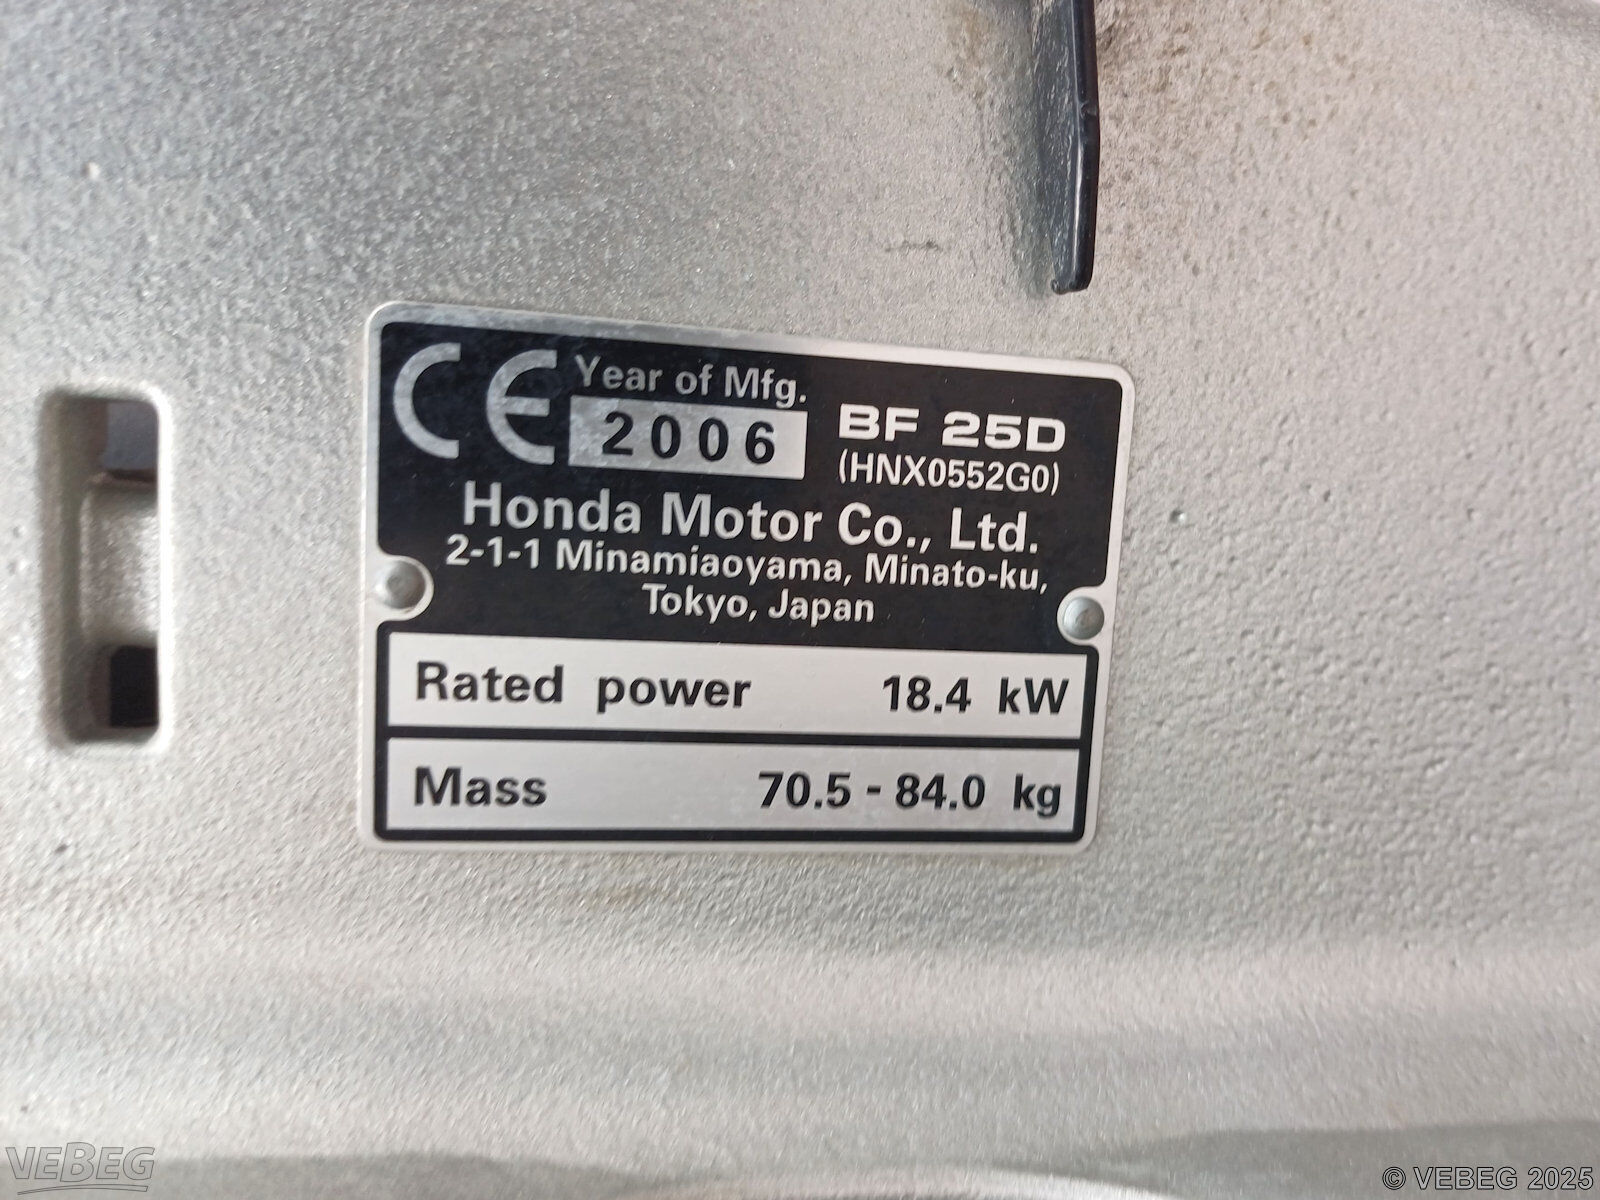 CE Year of Mfg.
2006
BF 25D
(HNX0552G0)
Honda Motor Co., Ltd.
2-1-1 Minamiaoyama, Minato-ku,
Tokyo, Japan
Rated power 18.4 kW
Mass 70.5 - 84.0 kg
VEBEG
© VEBEG 2025